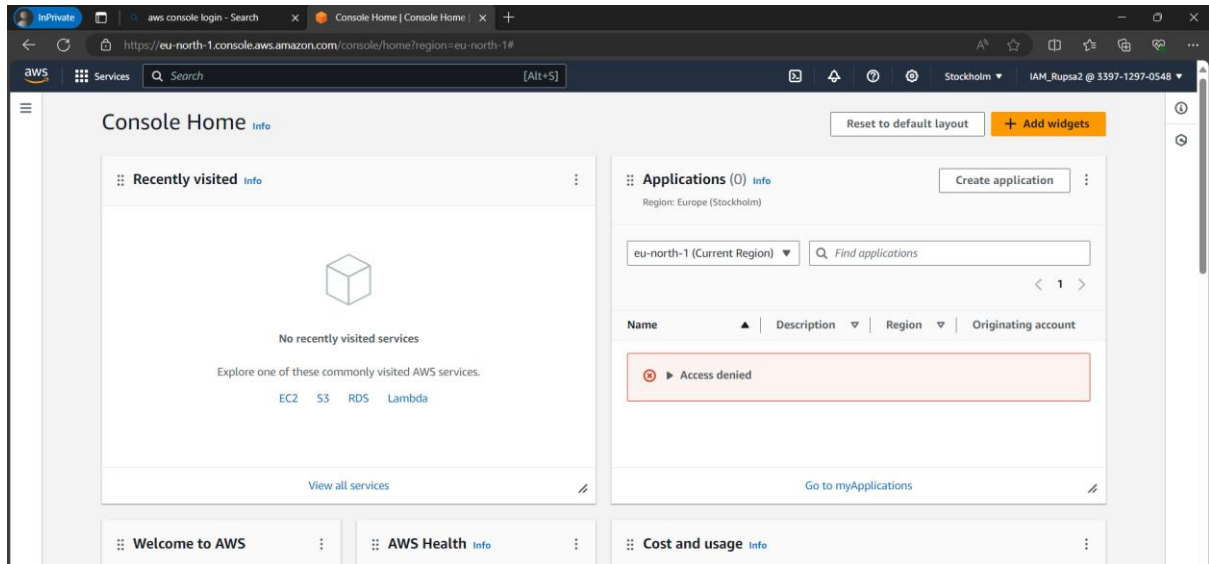 InPrivate
aws console login - Search
Console Home | Console Home |
https://eu-north-1.console.aws.amazon.com/console/home?region=eu-north-1#
aws
Services
Search
[Alt+S]
Stockholm
IAM_Rupsa2 @ 3397-1297-0548
Console Home Info
Reset to default layout
+ Add widgets
Recently visited Info
No recently visited services
Explore one of these commonly visited AWS services.
EC2 S3 RDS Lambda
View all services
Applications (0) Info
Region: Europe (Stockholm)
Create application
eu-north-1 (Current Region)
Find applications
1
Name Description Region Originating account
Access denied
Go to myApplications
Welcome to AWS
AWS Health Info
Cost and usage Info